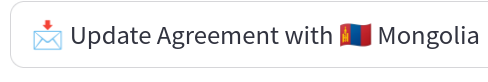 📩 Update Agreement with 🇲🇳 Mongolia